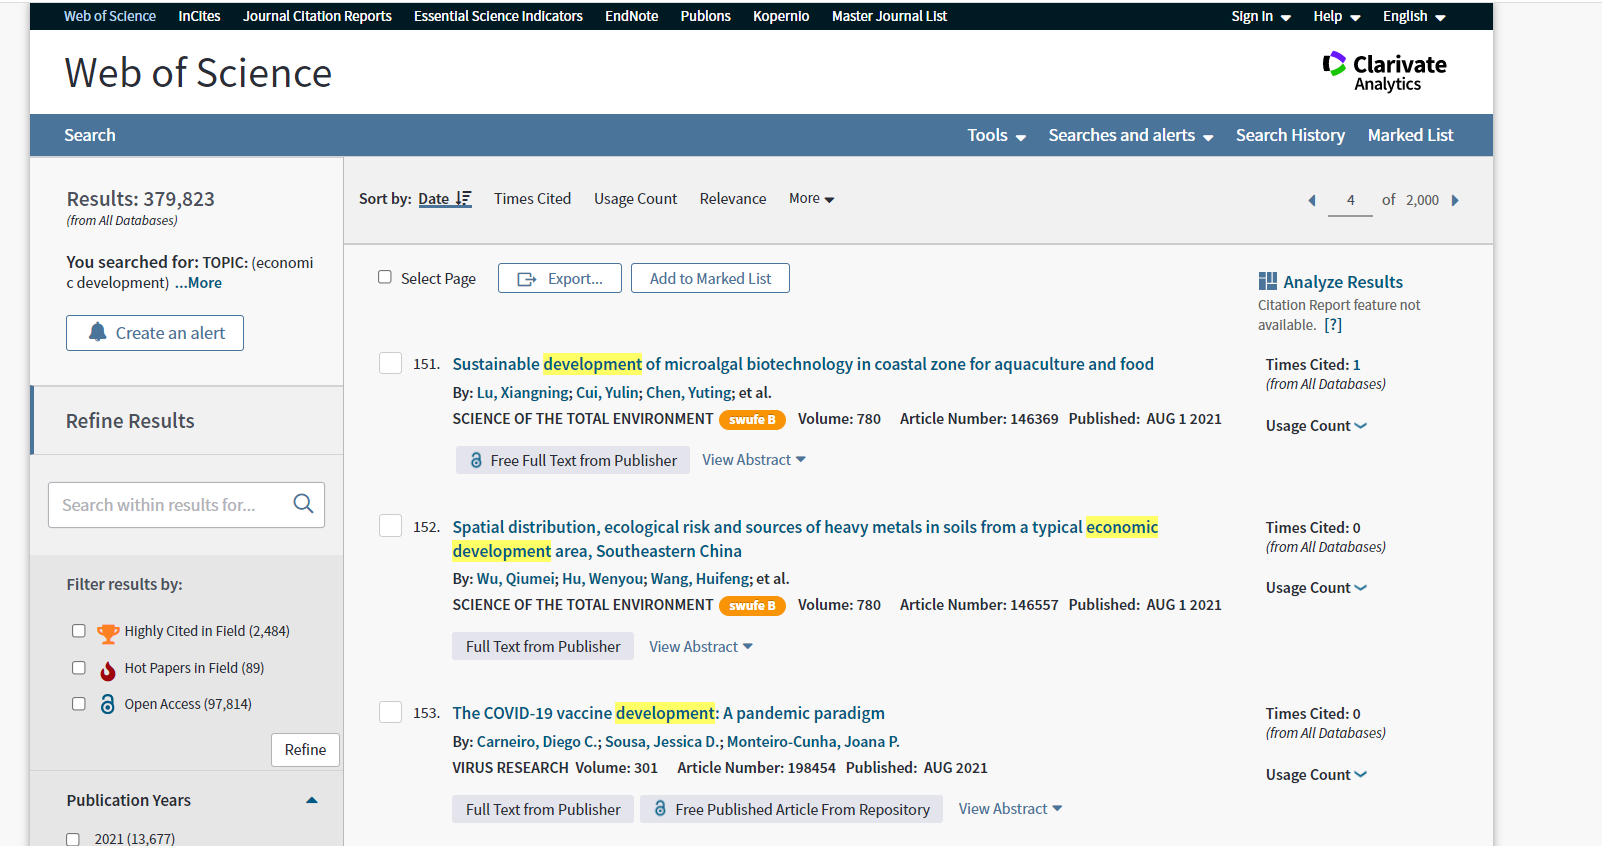 Web of Science InCites Journal Citation Reports Essential Science Indicators EndNote Publons Kopernio Master Journal List Sign In Help English
Web of Science
Clarivate
Analytics
Search Tools Searches and alerts Search History Marked List
Results: 379,823
(from All Databases)
You searched for: TOPIC: (economi
c development) ...More
Create an alert
Refine Results
Search within results for...
Filter results by:
Highly Cited in Field (2,484)
Hot Papers in Field (89)
Open Access (97,814)
Refine
Publication Years
2021 (13,677)
Sort by: Date Times Cited Usage Count Relevance More 4 of 2,000
Select Page Export... Add to Marked List
Analyze Results
Citation Report feature not
available. [?]
151. Sustainable development of microalgal biotechnology in coastal zone for aquaculture and food
By: Lu, Xiangning; Cui, Yulin; Chen, Yuting; et al.
SCIENCE OF THE TOTAL ENVIRONMENT swufe B Volume: 780 Article Number: 146369 Published: AUG 1 2021
Free Full Text from Publisher View Abstract
Times Cited: 1
(from All Databases)
Usage Count
152. Spatial distribution, ecological risk and sources of heavy metals in soils from a typical economic
development area, Southeastern China
By: Wu, Qiumei; Hu, Wenyou; Wang, Huifeng; et al.
SCIENCE OF THE TOTAL ENVIRONMENT swufe B Volume: 780 Article Number: 146557 Published: AUG 1 2021
Full Text from Publisher View Abstract
Times Cited: 0
(from All Databases)
Usage Count
153. The COVID-19 vaccine development: A pandemic paradigm
By: Carneiro, Diego C.; Sousa, Jessica D.; Monteiro-Cunha, Joana P.
VIRUS RESEARCH Volume: 301 Article Number: 198454 Published: AUG 2021
Full Text from Publisher Free Published Article From Repository View Abstract
Times Cited: 0
(from All Databases)
Usage Count